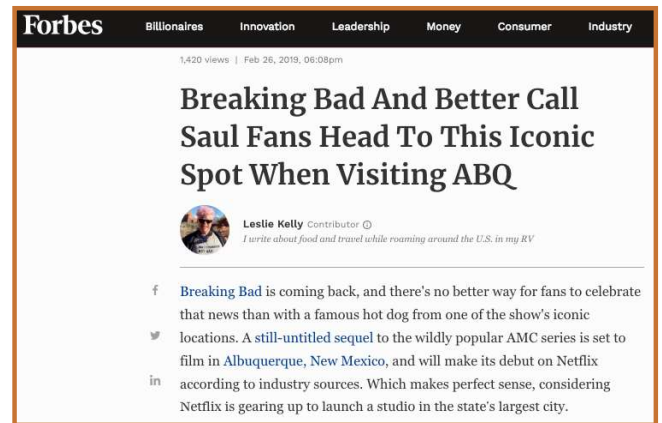 Forbes Billionaires Innovation Leadership Money Consumer Industry
1,420 views | Feb 26, 2019, 06:08pm
Breaking Bad And Better Call
Saul Fans Head To This Iconic
Spot When Visiting ABQ
Leslie Kelly Contributor
I write about food and travel while roaming around the U.S. in my RV
Breaking Bad is coming back, and there's no better way for fans to celebrate
that news than with a famous hot dog from one of the show's iconic
locations. A still-untitled sequel to the wildly popular AMC series is set to
film in Albuquerque, New Mexico, and will make its debut on Netflix
according to industry sources. Which makes perfect sense, considering
Netflix is gearing up to launch a studio in the state's largest city.